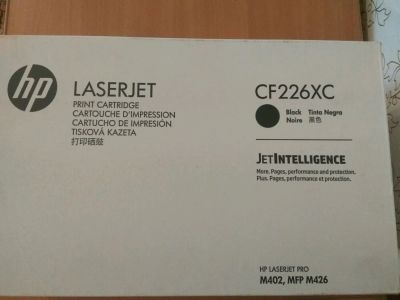 hp
LASERJET
PRINT CARTRIDGE
CARTOUCHE D'IMPRESSION
CARTUCHO DE IMPRESIÓN
TISKOVÁ KAZETA
打印硒鼓
CF226XC
Black Tinta Negra
Noire 黑色
JETINTELLIGENCE
More. Pages, performance and protection.
Plus. Pages, performance et protection.
HP LASERJET PRO
M402, MFP M426